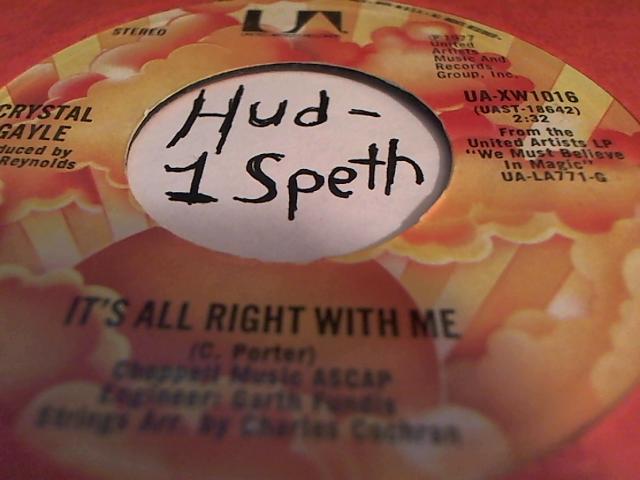 UA
STEREO
℗ 1977
United
Artists
Music And
Records
Group, Inc.
CRYSTAL
GAYLE
duced by
Reynolds
UA-XW1016
(UAST-18642)
2:32
From the
United Artists LP
"We Must Believe
In Magic"
UA-LA771-G
Hud-
1 Speth
IT'S ALL RIGHT WITH ME
(C. Porter)
Chappell Music ASCAP
Engineer: Garth Fundis
Strings Arr. by Charles Cochran